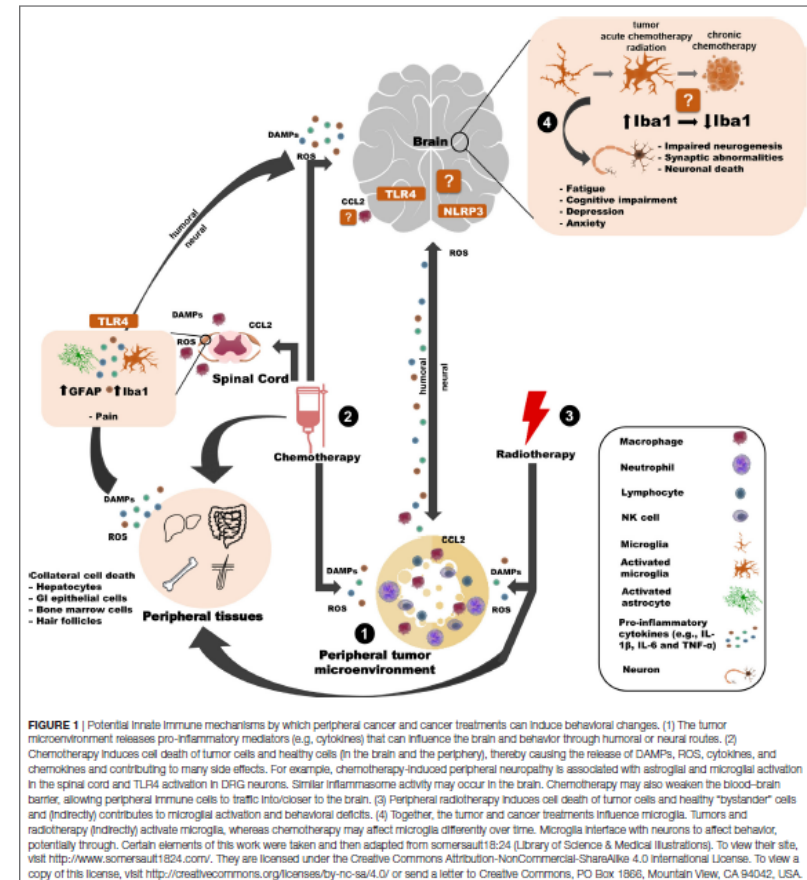 tumor
acute chemotherapy
radiation
chronic
chemotherapy
?
↑Iba1 → ↓Iba1
4
- Impaired neurogenesis
- Synaptic abnormalities
- Neuronal death
- Fatigue
- Cognitive impairment
- Depression
- Anxiety
DAMPs
ROS
Brain
?
TLR4
NLRP3
CCL2
?
ROS
humoral
neural
TLR4
DAMPs
ROS
CCL2
Spinal Cord
↑GFAP ↑Iba1
- Pain
2
Chemotherapy
humoral
neural
3
Radiotherapy
DAMPs
ROS
Collateral cell death
– Hepatocytes
– GI epithelial cells
– Bone marrow cells
– Hair follicles
Peripheral tissues
DAMPs
ROS
CCL2
DAMPs
ROS
1
Peripheral tumor
microenvironment
Macrophage
Neutrophil
Lymphocyte
NK cell
Microglia
Activated
microglia
Activated
astrocyte
Pro-inflammatory
cytokines (e.g., IL-
1β, IL-6 and TNF-α)
Neuron
FIGURE 1 | Potential innate immune mechanisms by which peripheral cancer and cancer treatments can induce behavioral changes. (1) The tumor
microenvironment releases pro-inflammatory mediators (e.g, cytokines) that can influence the brain and behavior through humoral or neural routes. (2)
Chemotherapy induces cell death of tumor cells and healthy cells (in the brain and the periphery), thereby causing the release of DAMPs, ROS, cytokines, and
chemokines and contributing to many side effects. For example, chemotherapy-induced peripheral neuropathy is associated with astroglial and microglial activation
in the spinal cord and TLR4 activation in DRG neurons. Similar inflammasome activity may occur in the brain. Chemotherapy may also weaken the blood–brain
barrier, allowing peripheral immune cells to traffic into/closer to the brain. (3) Peripheral radiotherapy induces cell death of tumor cells and healthy "bystander" cells
and (indirectly) contributes to microglial activation and behavioral deficits. (4) Together, the tumor and cancer treatments influence microglia. Tumors and
radiotherapy (indirectly) activate microglia, whereas chemotherapy may affect microglia differently over time. Microglia interface with neurons to affect behavior,
potentially through. Certain elements of this work were taken and then adapted from somersault18:24 (Library of Science & Medical Illustrations). To view their site,
visit http://www.somersault1824.com/. They are licensed under the Creative Commons Attribution-NonCommercial-ShareAlike 4.0 International License. To view a
copy of this license, visit http://creativecommons.org/licenses/by-nc-sa/4.0/ or send a letter to Creative Commons, PO Box 1866, Mountain View, CA 94042, USA.